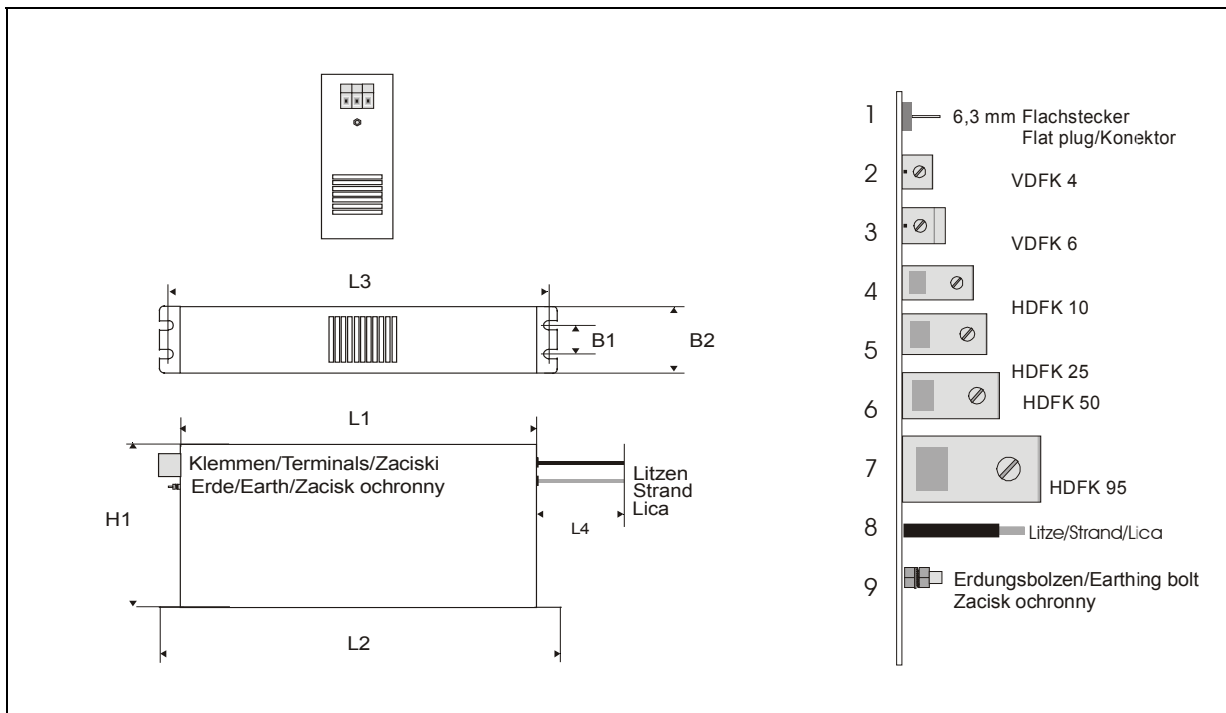 L3
B1
B2
L1
Klemmen/Terminals/Zaciski
Erde/Earth/Zacisk ochronny
Litzen
Strand
Lica
H1
L4
L2
1
6,3 mm Flachstecker
Flat plug/Konektor
2
VDFK 4
3
VDFK 6
4
HDFK 10
5
HDFK 25
6
HDFK 50
7
HDFK 95
8
Litze/Strand/Lica
9
Erdungsbolzen/Earthing bolt
Zacisk ochronny